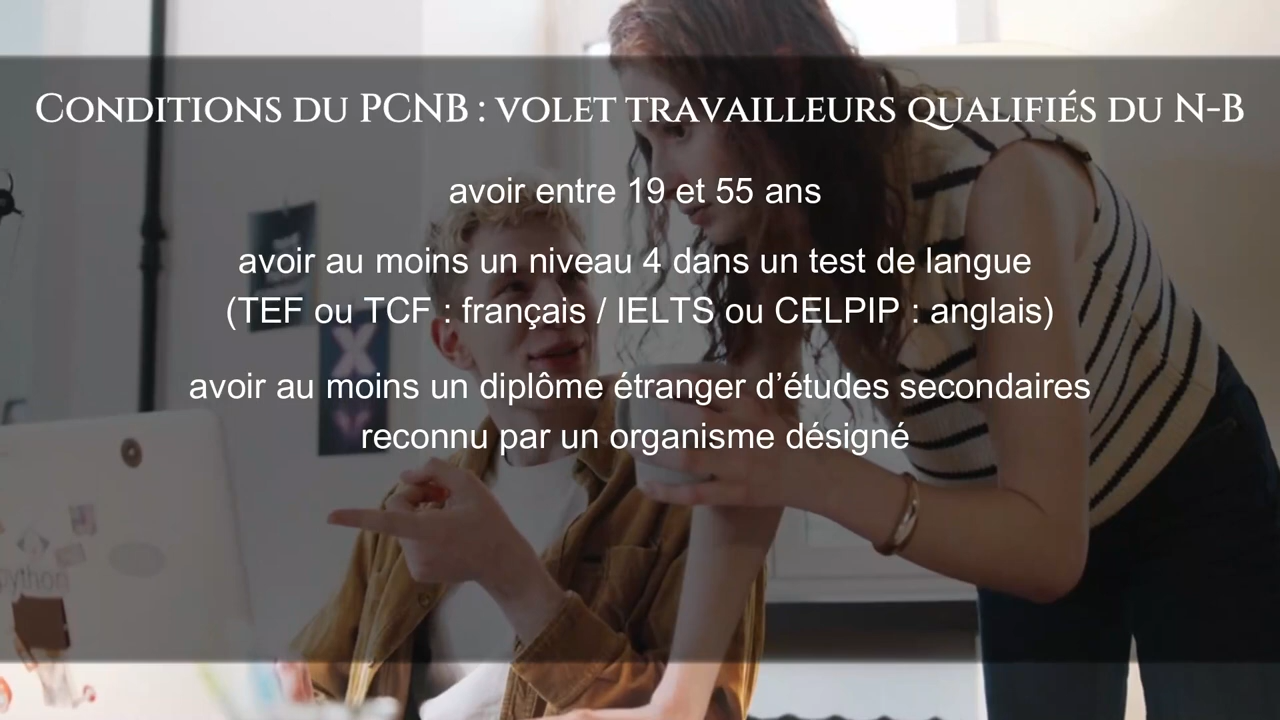 Conditions du PCNB : volet travailleurs qualifiés du N-B
avoir entre 19 et 55 ans
avoir au moins un niveau 4 dans un test de langue
(TEF ou TCF : français / IELTS ou CELPIP : anglais)
avoir au moins un diplôme étranger d’études secondaires
reconnu par un organisme désigné
python